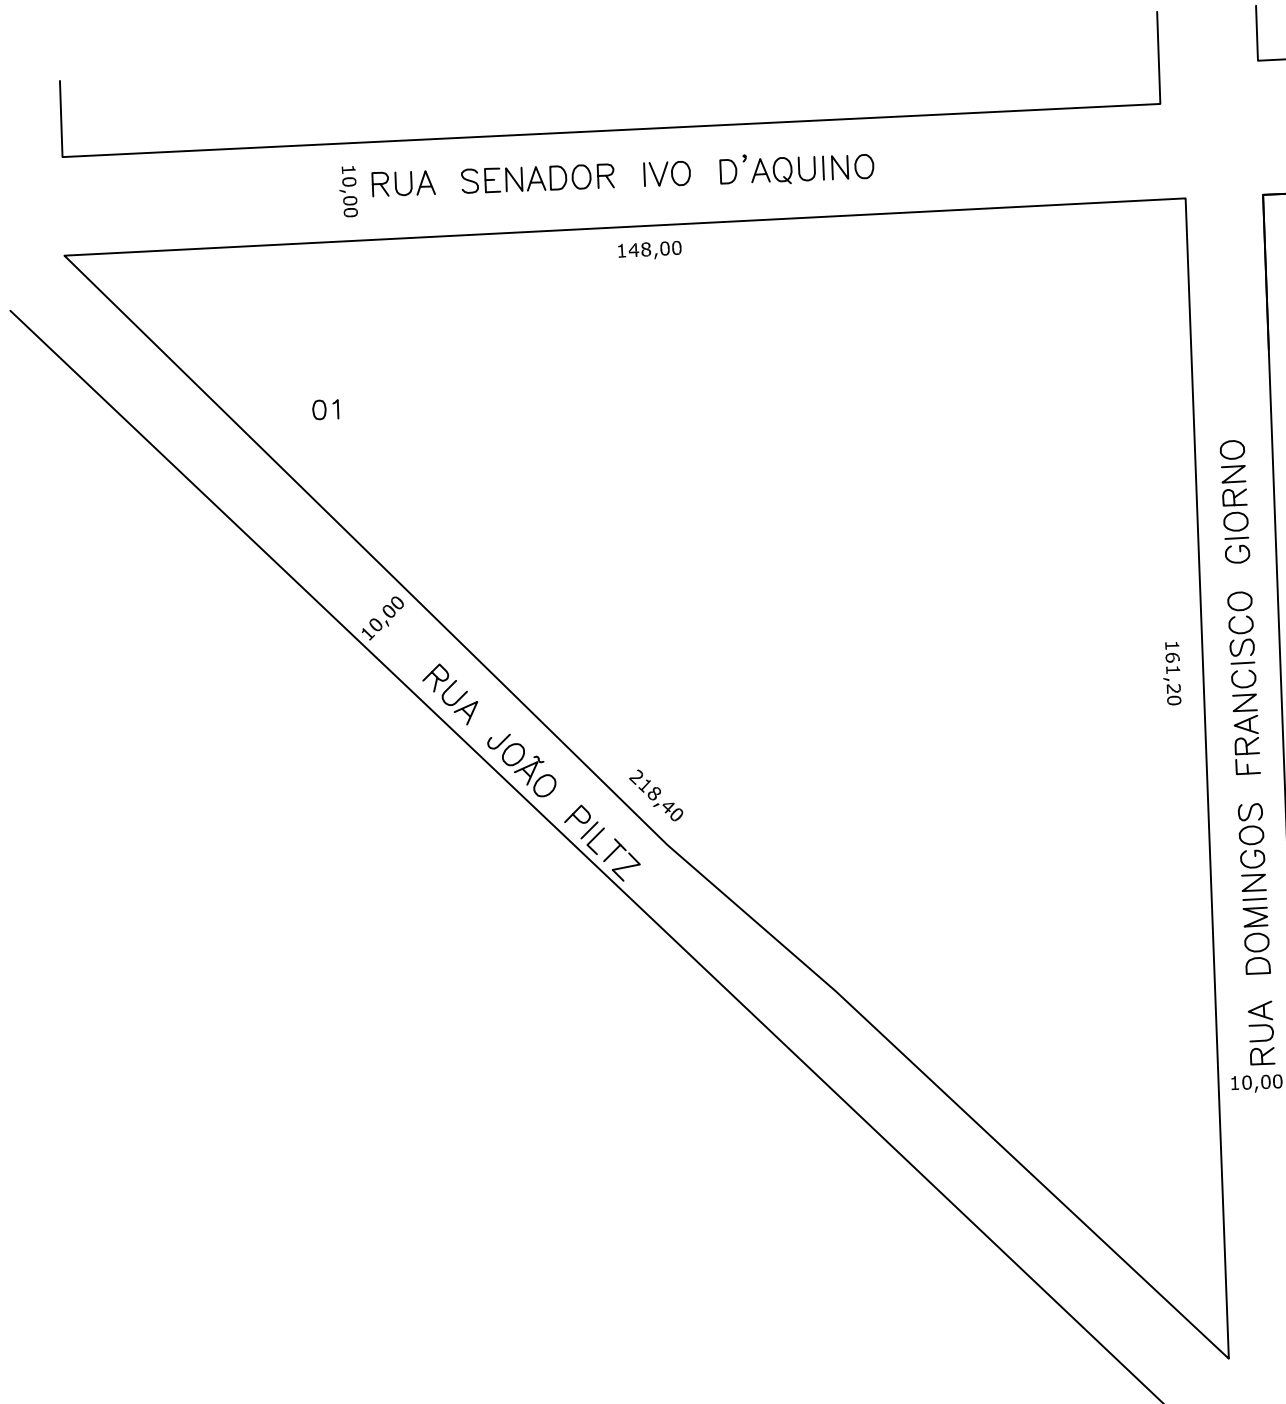 10,00
RUA SENADOR IVO D'AQUINO
148,00
01
10,00
RUA JOÃO PILTZ
218,40
161,20
RUA DOMINGOS FRANCISCO GIORNO
10,00